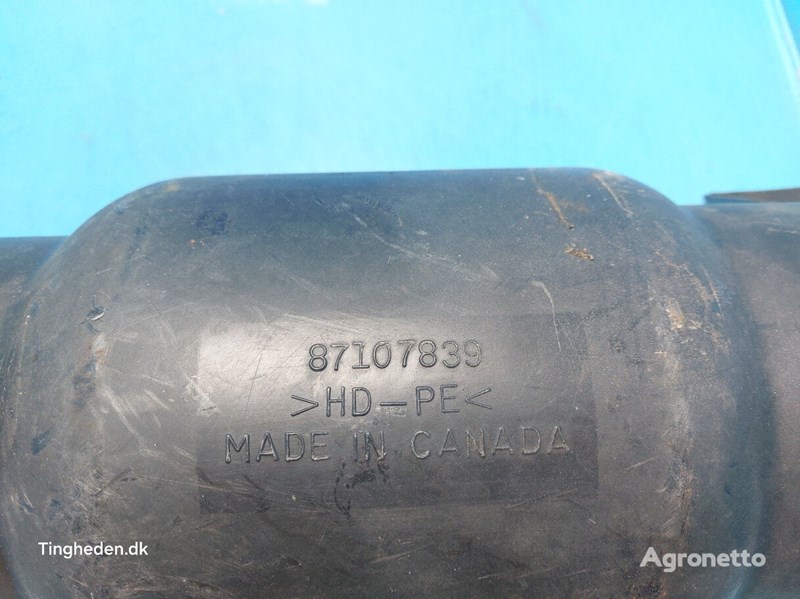 87107839
>HD-PE<
MADE IN CANADA
Tingheden.dk
Agronetto